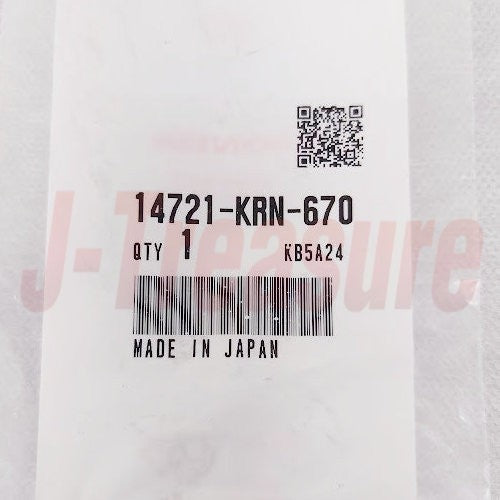 14721-KRN-670
QTY 1 KB5A24
MADE IN JAPAN
J-Treasure